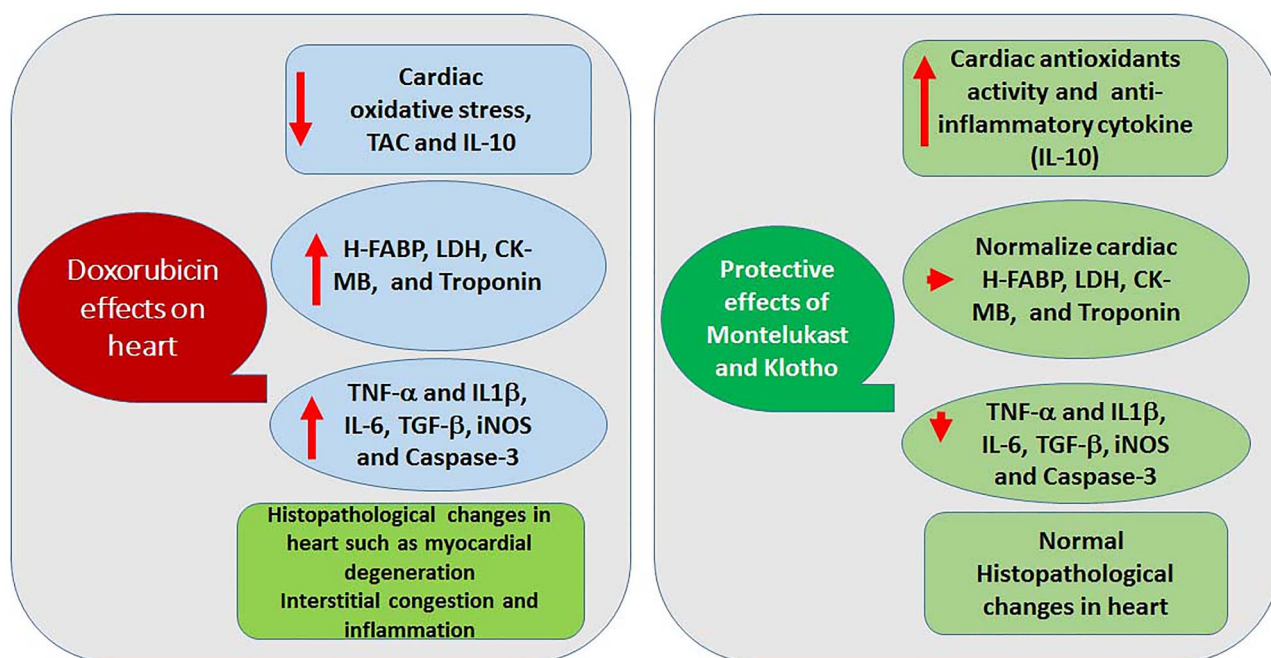 Cardiac
oxidative stress,
TAC and IL-10
Doxorubicin
effects on
heart
H-FABP, LDH, CK-
MB, and Troponin
TNF-α and IL1β,
IL-6, TGF-β, iNOS
and Caspase-3
Histopathological changes in
heart such as myocardial
degeneration
Interstitial congestion and
inflammation
Cardiac antioxidants
activity and anti-
inflammatory cytokine
(IL-10)
Protective
effects of
Montelukast
and Klotho
Normalize cardiac
H-FABP, LDH, CK-
MB, and Troponin
TNF-α and IL1β,
IL-6, TGF-β, iNOS
and Caspase-3
Normal
Histopathological
changes in heart